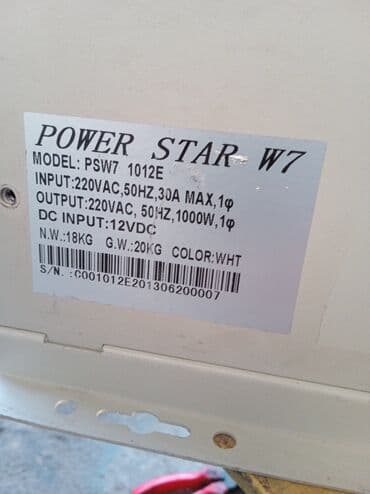 POWER STAR W7
MODEL: PSW7 1012E
INPUT:220VAC,50HZ,30A MAX,1φ
OUTPUT:220VAC, 50HZ,1000W,1φ
DC INPUT:12VDC
N.W.:18KG G.W.:20KG COLOR:WHT
S/N.:C001012E201306200007